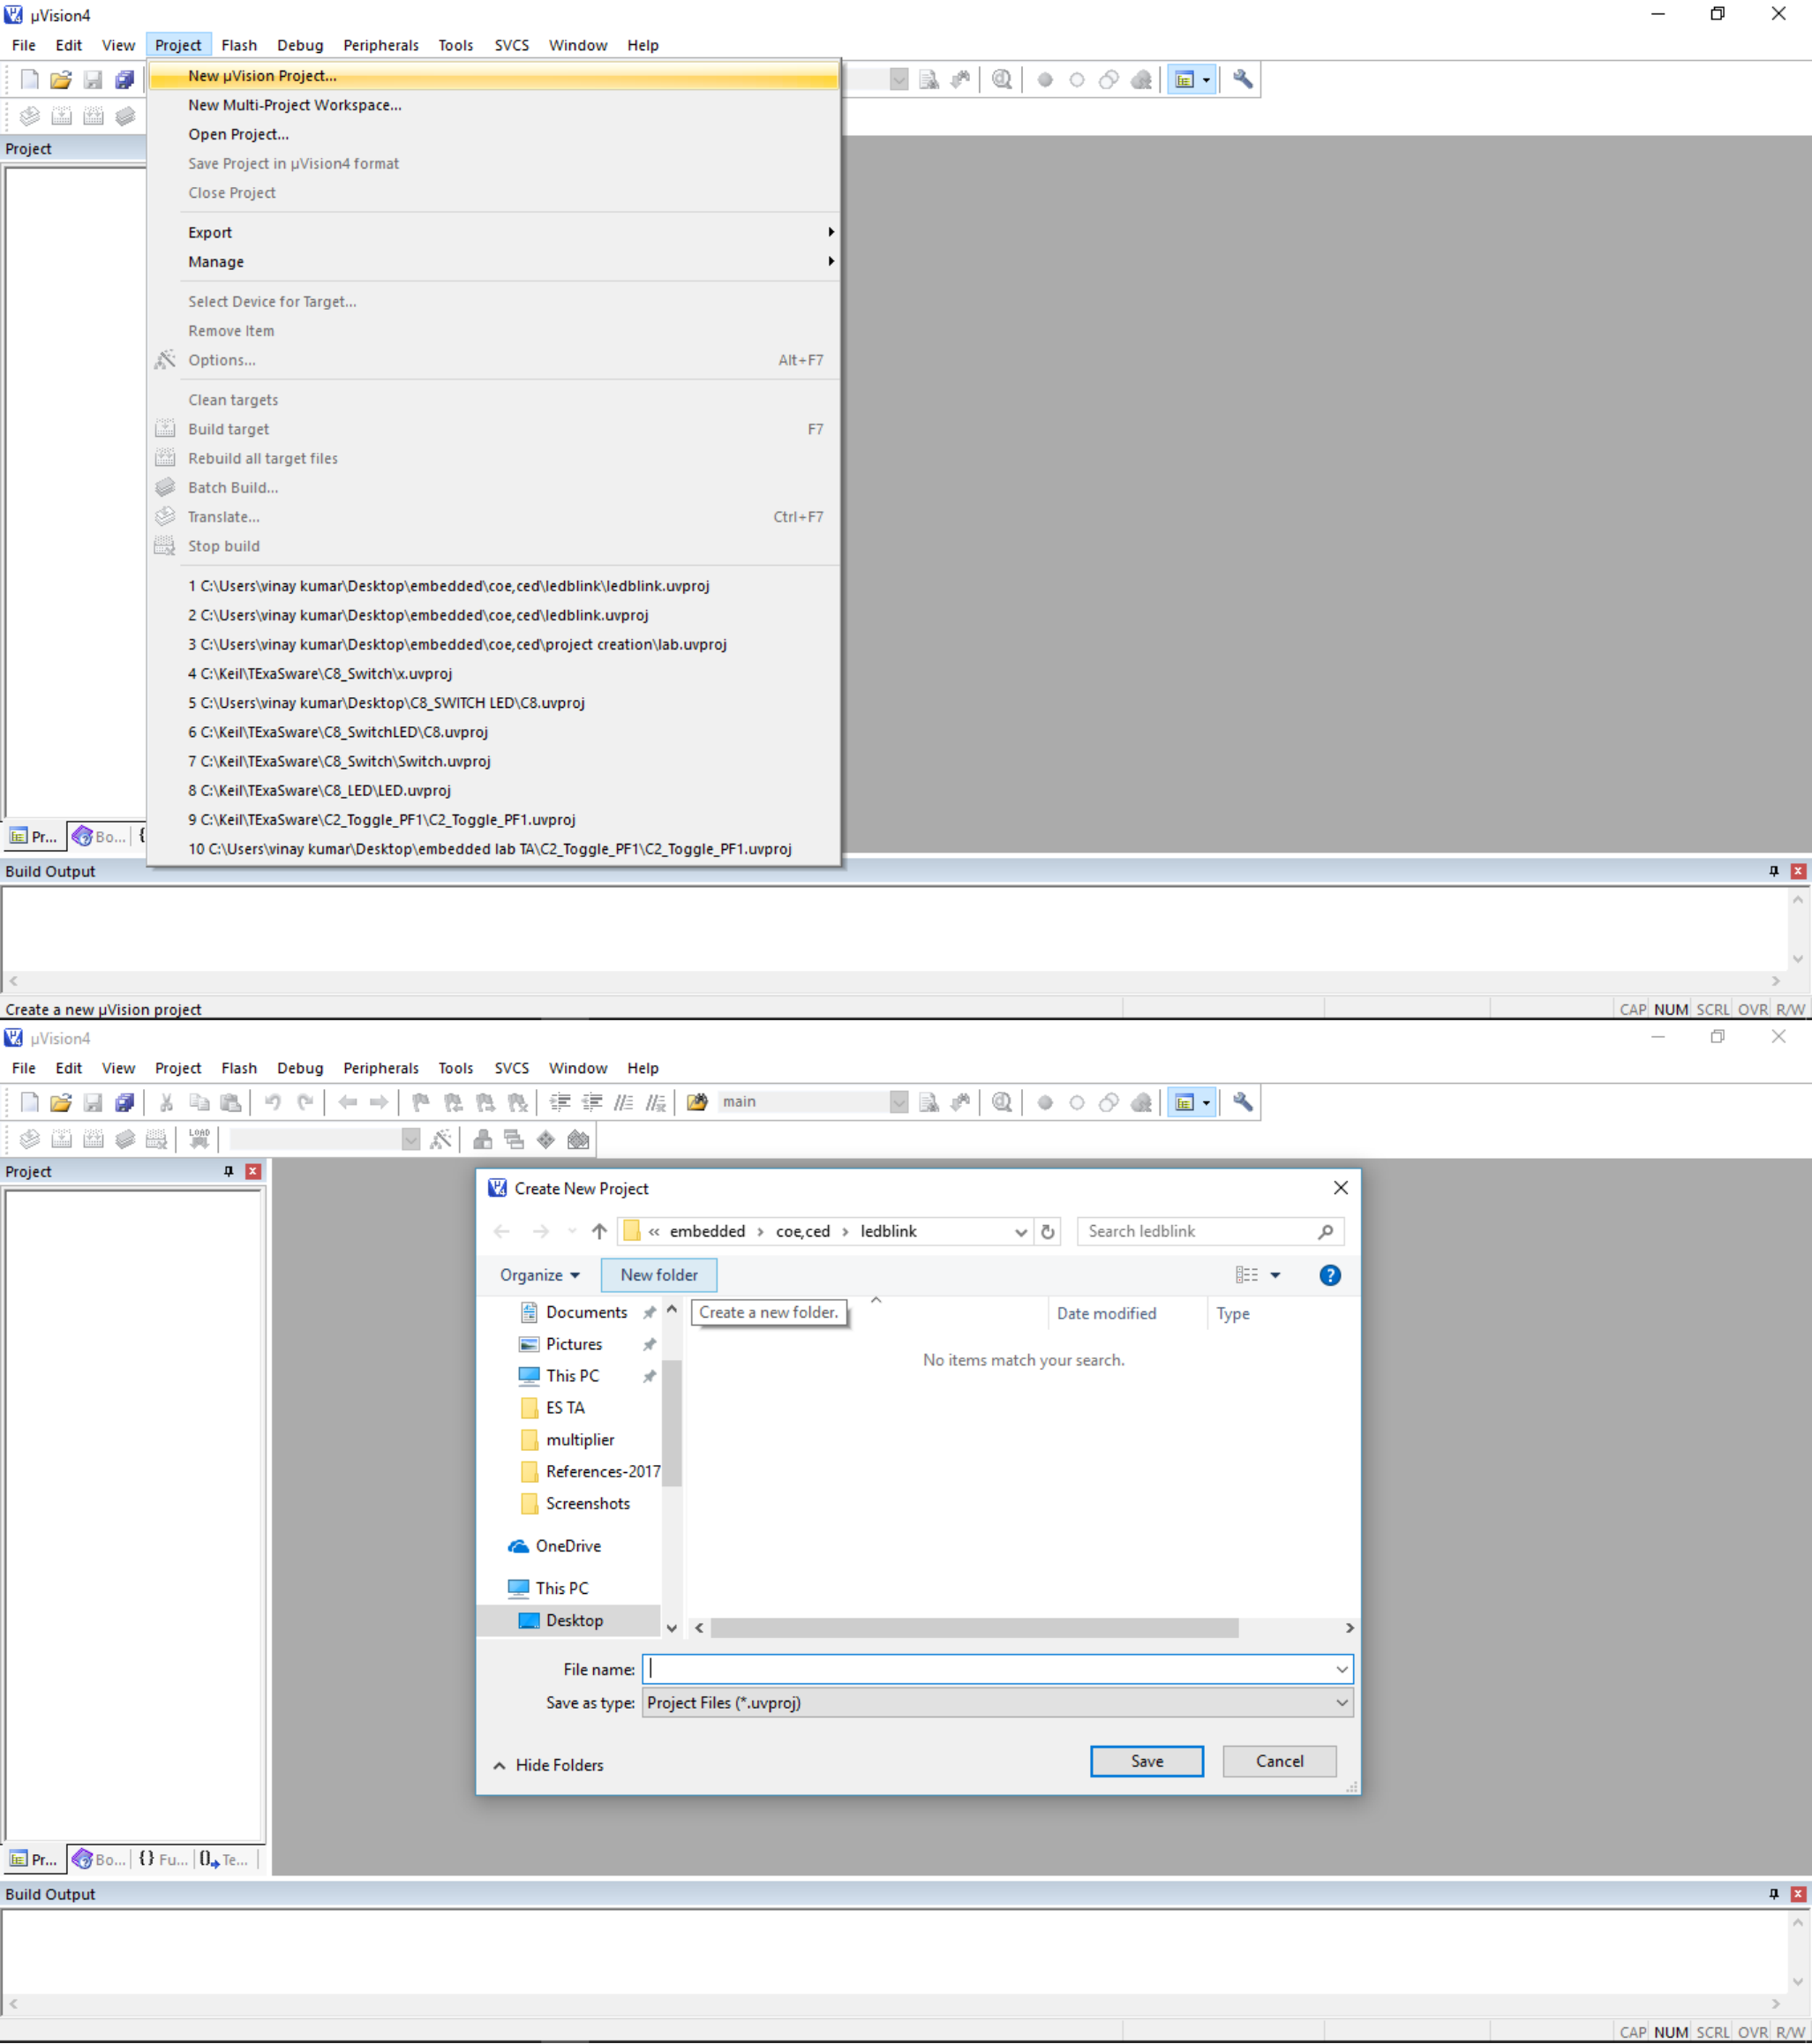 µVision4
File Edit View Project Flash Debug Peripherals Tools SVCS Window Help
New µVision Project...
New Multi-Project Workspace...
Open Project...
Project
Save Project in µVision4 format
Close Project
Export
Manage
Select Device for Target...
Remove Item
Options... Alt+F7
Clean targets
Build target F7
Rebuild all target files
Batch Build...
Translate... Ctrl+F7
Stop build
1 C:\Users\vinay kumar\Desktop\embedded\coe,ced\ledblink\ledblink.uvproj
2 C:\Users\vinay kumar\Desktop\embedded\coe,ced\ledblink.uvproj
3 C:\Users\vinay kumar\Desktop\embedded\coe,ced\project creation\lab.uvproj
4 C:\Keil\TExaSware\C8_Switch\x.uvproj
5 C:\Users\vinay kumar\Desktop\C8_SWITCH LED\C8.uvproj
6 C:\Keil\TExaSware\C8_SwitchLED\C8.uvproj
7 C:\Keil\TExaSware\C8_Switch\Switch.uvproj
8 C:\Keil\TExaSware\C8_LED\LED.uvproj
9 C:\Keil\TExaSware\C2_Toggle_PF1\C2_Toggle_PF1.uvproj
Pr... Bo... {
10 C:\Users\vinay kumar\Desktop\embedded lab TA\C2_Toggle_PF1\C2_Toggle_PF1.uvproj
Build Output
Create a new µVision project CAP NUM SCRL OVR R/W
µVision4
File Edit View Project Flash Debug Peripherals Tools SVCS Window Help
main
LOAD
Project
Create New Project
« embedded > coe,ced > ledblink Search ledblink
Organize New folder
Documents Create a new folder. Date modified Type
Pictures
No items match your search.
This PC
ES TA
multiplier
References-2017
Screenshots
OneDrive
This PC
Desktop
File name:
Save as type: Project Files (*.uvproj)
Hide Folders Save Cancel
Pr... Bo... {} Fu... 0 Te...
Build Output
CAP NUM SCRL OVR R/W